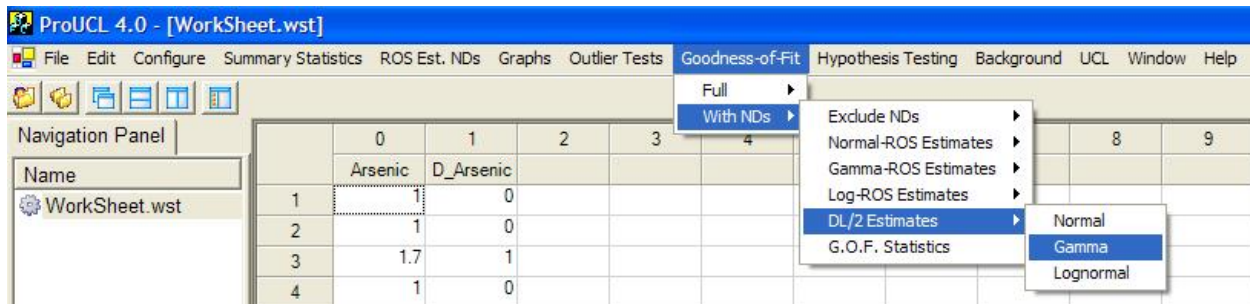 ProUCL 4.0 - [WorkSheet.wst]
File Edit Configure Summary Statistics ROS Est. NDs Graphs Outlier Tests Goodness-of-Fit Hypothesis Testing Background UCL Window Help
Full
With NDs
Exclude NDs
Normal-ROS Estimates
Gamma-ROS Estimates
Log-ROS Estimates
DL/2 Estimates
G.O.F. Statistics
Normal
Gamma
Lognormal
Navigation Panel
Name
WorkSheet.wst
0 1 2 3 4 8 9
Arsenic D_Arsenic
1 1 0
2 1 0
3 1.7 1
4 1 0